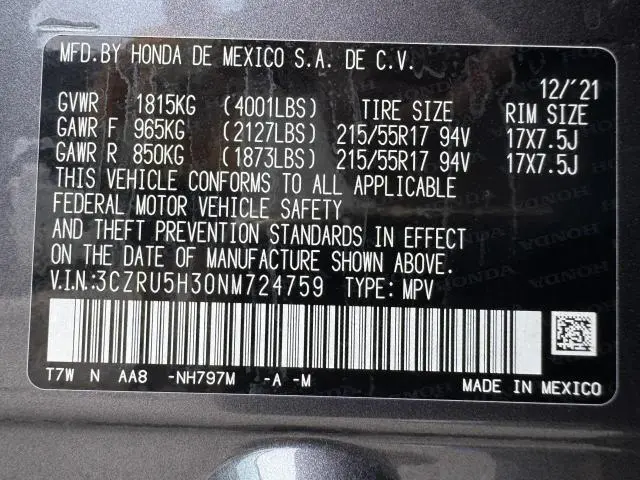 MFD.BY HONDA DE MEXICO S.A. DE C.V.
12/'21
GVWR 1815KG (4001LBS) TIRE SIZE RIM SIZE
GAWR F 965KG (2127LBS) 215/55R17 94V 17X7.5J
GAWR R 850KG (1873LBS) 215/55R17 94V 17X7.5J
THIS VEHICLE CONFORMS TO ALL APPLICABLE
FEDERAL MOTOR VEHICLE SAFETY
AND THEFT PREVENTION STANDARDS IN EFFECT
ON THE DATE OF MANUFACTURE SHOWN ABOVE.
V.I.N.:3CZRU5H30NM724759 TYPE: MPV
T7W N AA8 -NH797M -A -M MADE IN MEXICO